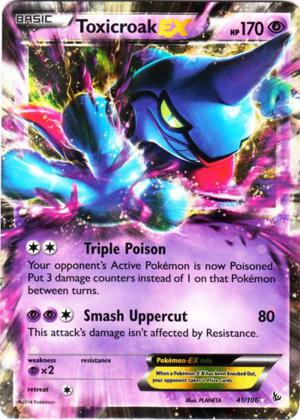 BASIC
Toxicroak EX HP170
Triple Poison
Your opponent's Active Pokémon is now Poisoned.
Put 3 damage counters instead of 1 on that Pokémon
between turns.
Smash Uppercut 80
This attack's damage isn't affected by Resistance.
weakness resistance
×2
retreat
Pokémon-EX rule
When a Pokémon-EX has been Knocked Out,
your opponent takes 2 Prize cards.
©2014 Pokémon
Illus. PLANETA 41/106